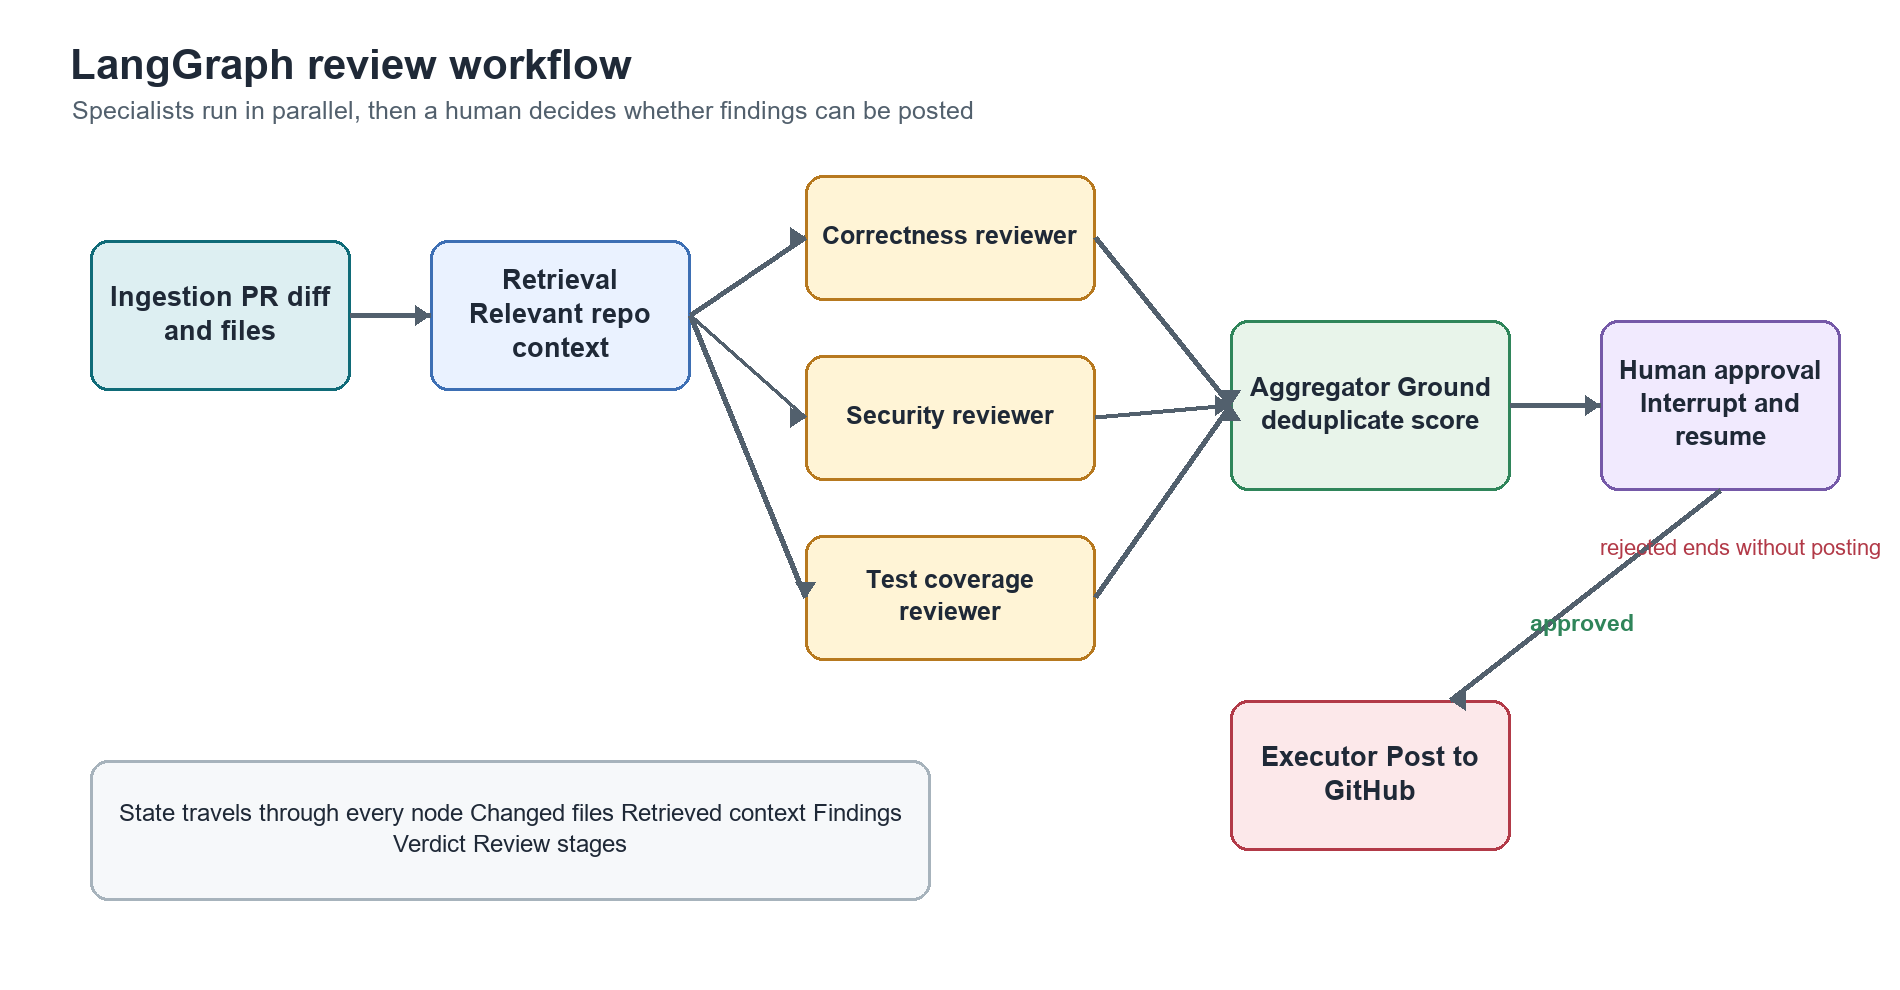 LangGraph review workflow
Specialists run in parallel, then a human decides whether findings can be posted
Ingestion PR diff
and files
Retrieval
Relevant repo
context
Correctness reviewer
Security reviewer
Test coverage
reviewer
Aggregator Ground
deduplicate score
Human approval
Interrupt and
resume
rejected ends without posting
approved
Executor Post to
GitHub
State travels through every node Changed files Retrieved context Findings
Verdict Review stages